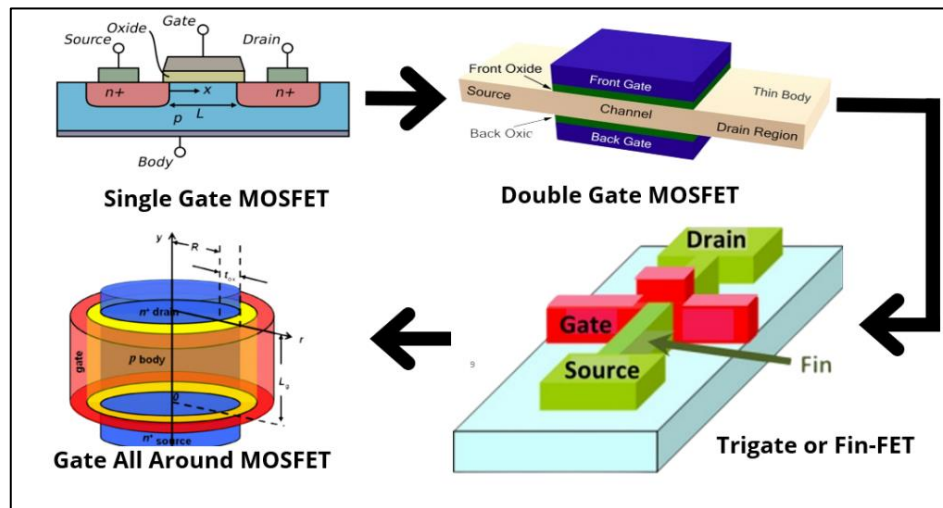 Gate
Oxide
Source
Drain
n+
x
n+
p
L
Body
Single Gate MOSFET
Front Oxide
Front Gate
Thin Body
Source
Channel
Back Oxic
Back Gate
Drain Region
Double Gate MOSFET
y
R
t
n+ drain
r
gate
p body
Lg
0
n+ source
Gate All Around MOSFET
Drain
Gate
Source
Fin
9
Trigate or Fin-FET